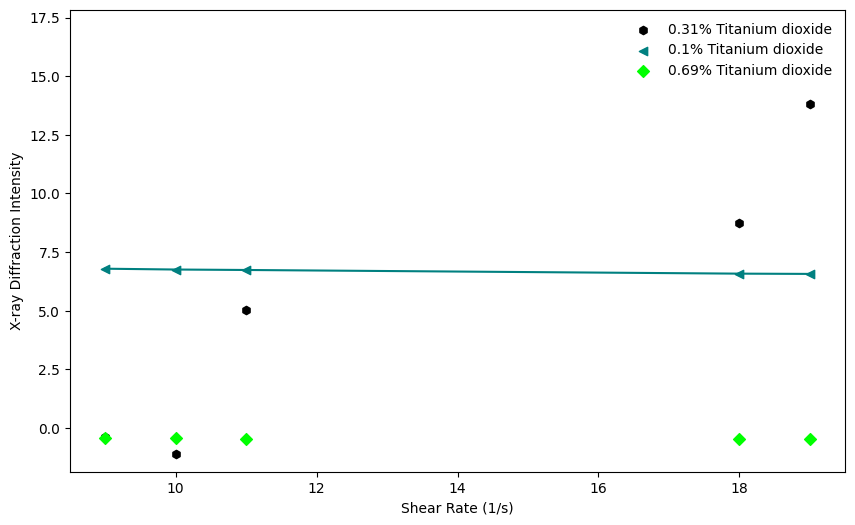 17.5
15.0
12.5
10.0
7.5
5.0
2.5
0.0
X-ray Diffraction Intensity
0.31% Titanium dioxide
0.1% Titanium dioxide
0.69% Titanium dioxide
10 12 14 16 18
Shear Rate (1/s)